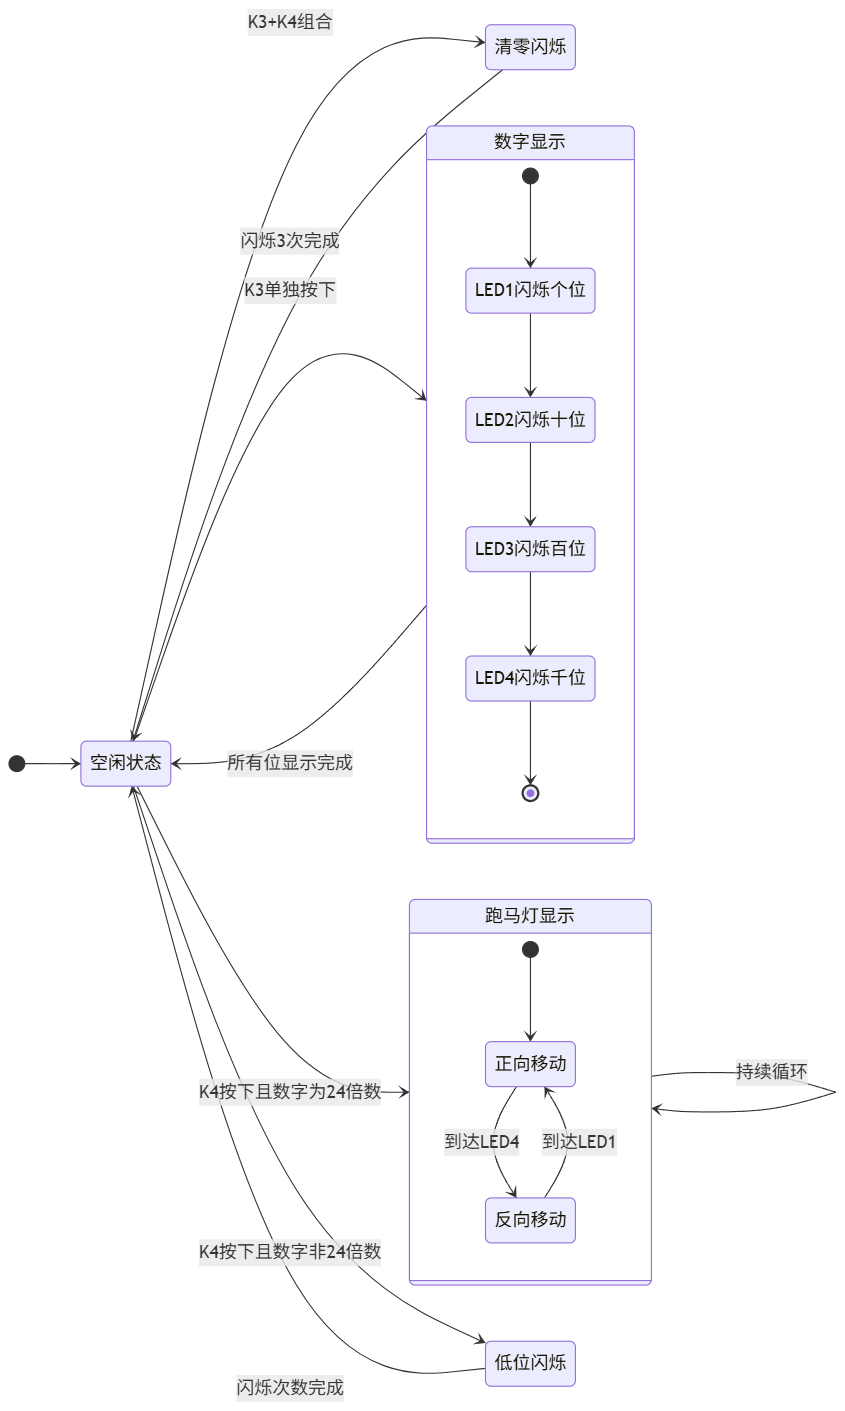 K3+K4组合
清零闪烁
数字显示
闪烁3次完成
K3单独按下
LED1闪烁个位
LED2闪烁十位
LED3闪烁百位
LED4闪烁千位
空闲状态
所有位显示完成
跑马灯显示
正向移动
持续循环
K4按下且数字为24倍数
到达LED4
到达LED1
反向移动
K4按下且数字非24倍数
低位闪烁
闪烁次数完成